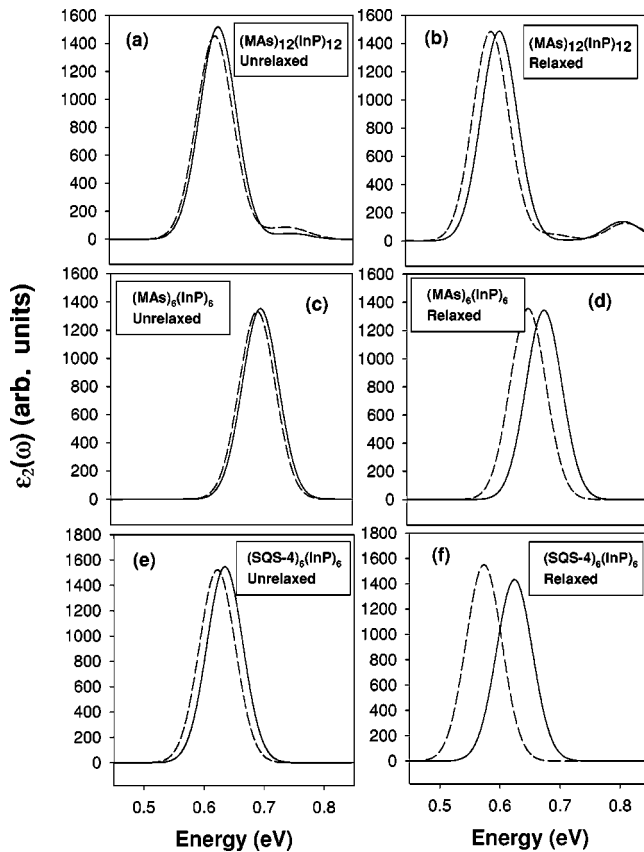 1600
1400
1200
1000
800
600
400
200
0
(a)
(MAs)12(InP)12
Unrelaxed
1600
1400
1200
1000
800
600
400
200
0
(b)
(MAs)12(InP)12
Relaxed
1600
1400
1200
1000
800
600
400
200
0
(MAs)6(InP)6
Unrelaxed
(c)
1600
1400
1200
1000
800
600
400
200
0
(MAs)6(InP)6
Relaxed
(d)
1800
1600
1400
1200
1000
800
600
400
200
0
(e)
(SQS-4)6(InP)6
Unrelaxed
1800
1600
1400
1200
1000
800
600
400
200
0
(f)
(SQS-4)6(InP)6
Relaxed
ε2(ω) (arb. units)
0.5 0.6 0.7 0.8
0.5 0.6 0.7 0.8
Energy (eV)
Energy (eV)